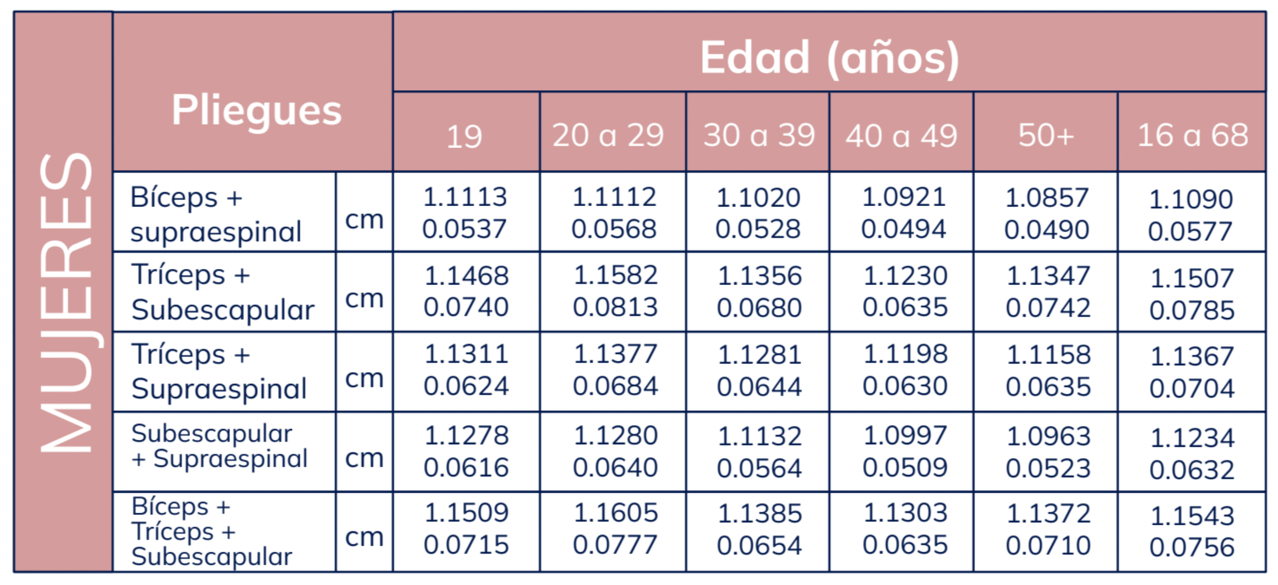 MUJERES
Pliegues
Edad (años)
19 20 a 29 30 a 39 40 a 49 50+ 16 a 68
Bíceps + 1.1113 1.1112 1.1020 1.0921 1.0857 1.1090
supraespinal cm 0.0537 0.0568 0.0528 0.0494 0.0490 0.0577
Tríceps + 1.1468 1.1582 1.1356 1.1230 1.1347 1.1507
Subescapular cm 0.0740 0.0813 0.0680 0.0635 0.0742 0.0785
Tríceps + 1.1311 1.1377 1.1281 1.1198 1.1158 1.1367
Supraespinal cm 0.0624 0.0684 0.0644 0.0630 0.0635 0.0704
Subescapular 1.1278 1.1280 1.1132 1.0997 1.0963 1.1234
+ Supraespinal cm 0.0616 0.0640 0.0564 0.0509 0.0523 0.0632
Bíceps + 1.1509 1.1605 1.1385 1.1303 1.1372 1.1543
Tríceps + cm 0.0715 0.0777 0.0654 0.0635 0.0710 0.0756
Subescapular